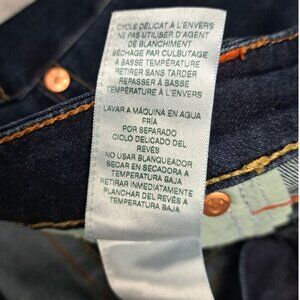 CYCLE DÉLICAT À L'ENVERS
NE PAS UTILISER D'AGENT
DE BLANCHIMENT
SÉCHAGE PAR CULBUTAGE
À BASSE TEMPÉRATURE
RETIRER SANS TARDER
REPASSER À BASSE
TEMPÉRATURE À L'ENVERS
LAVAR A MÁQUINA EN AGUA
FRÍA
POR SEPARADO
CICLO DELICADO DEL
REVÉS
NO USAR BLANQUEADOR
SECAR EN SECADORA A
TEMPERATURA BAJA
RETIRAR INMEDIATAMENTE
PLANCHAR DEL REVÉS A
TEMPERATURA BAJA